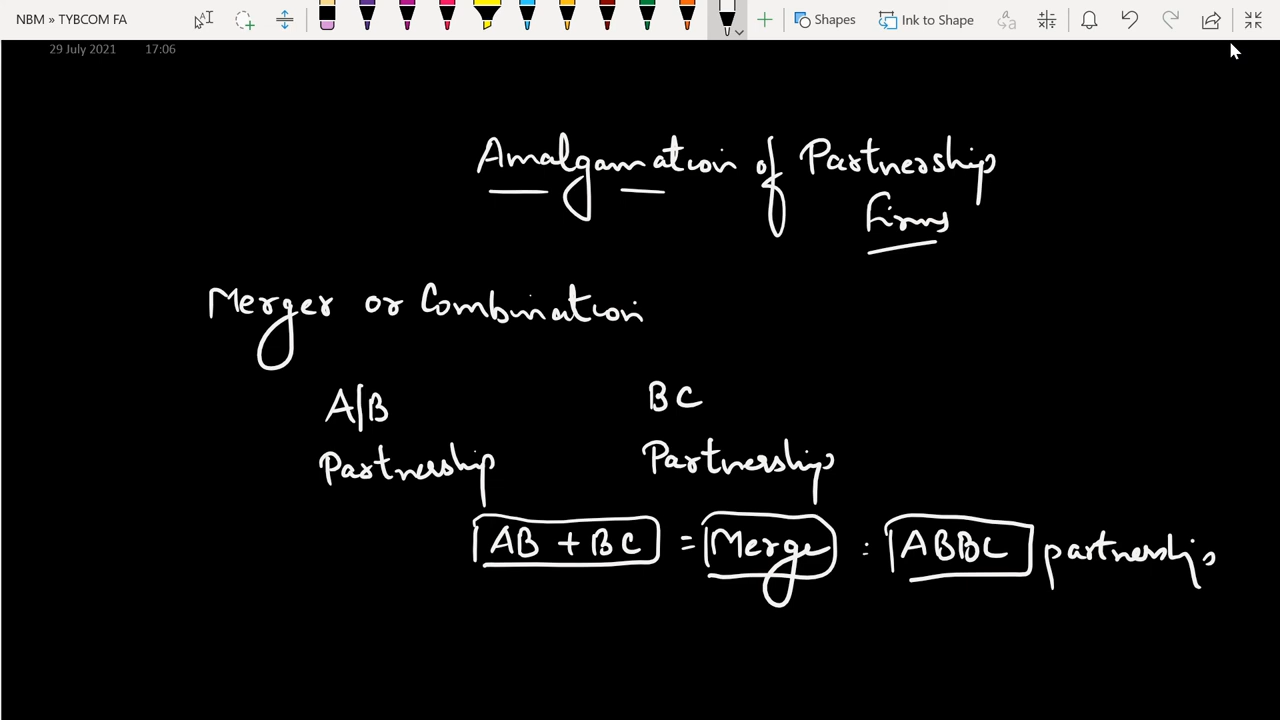 NBM » TYBCOM FA
Shapes
Ink to Shape
29 July 2021 17:06
Amalgamation of Partnership
firms
Merger or Combination
A|B BC
Partnership Partnership
AB + BC = Merge : ABBC partnership